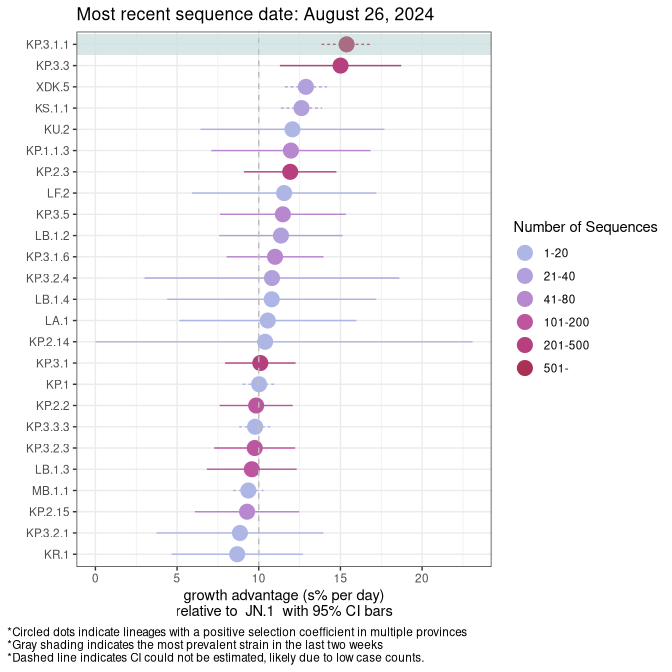 Most recent sequence date: August 26, 2024
KP.3.1.1
KP.3.3
XDK.5
KS.1.1
KU.2
KP.1.1.3
KP.2.3
LF.2
KP.3.5
LB.1.2
KP.3.1.6
KP.3.2.4
LB.1.4
LA.1
KP.2.14
KP.3.1
KP.1
KP.2.2
KP.3.3.3
KP.3.2.3
LB.1.3
MB.1.1
KP.2.15
KP.3.2.1
KR.1
0 5 10 15 20
growth advantage (s% per day)
relative to JN.1 with 95% CI bars
Number of Sequences
1-20
21-40
41-80
101-200
201-500
501-
*Circled dots indicate lineages with a positive selection coefficient in multiple provinces
*Gray shading indicates the most prevalent strain in the last two weeks
*Dashed line indicates CI could not be estimated, likely due to low case counts.